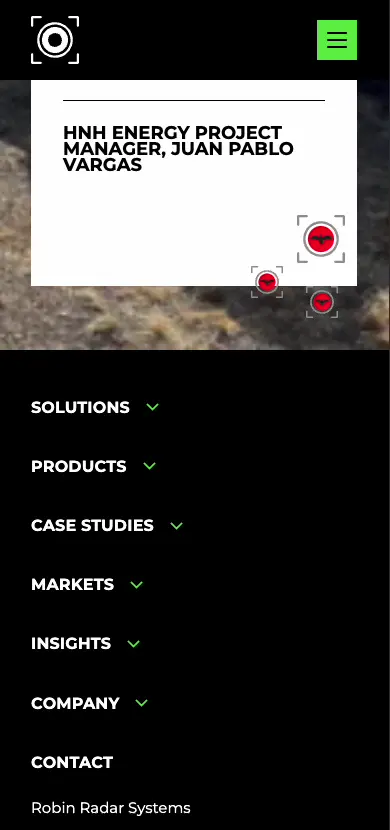 HNH ENERGY PROJECT
MANAGER, JUAN PABLO
VARGAS
SOLUTIONS
PRODUCTS
CASE STUDIES
MARKETS
INSIGHTS
COMPANY
CONTACT
Robin Radar Systems